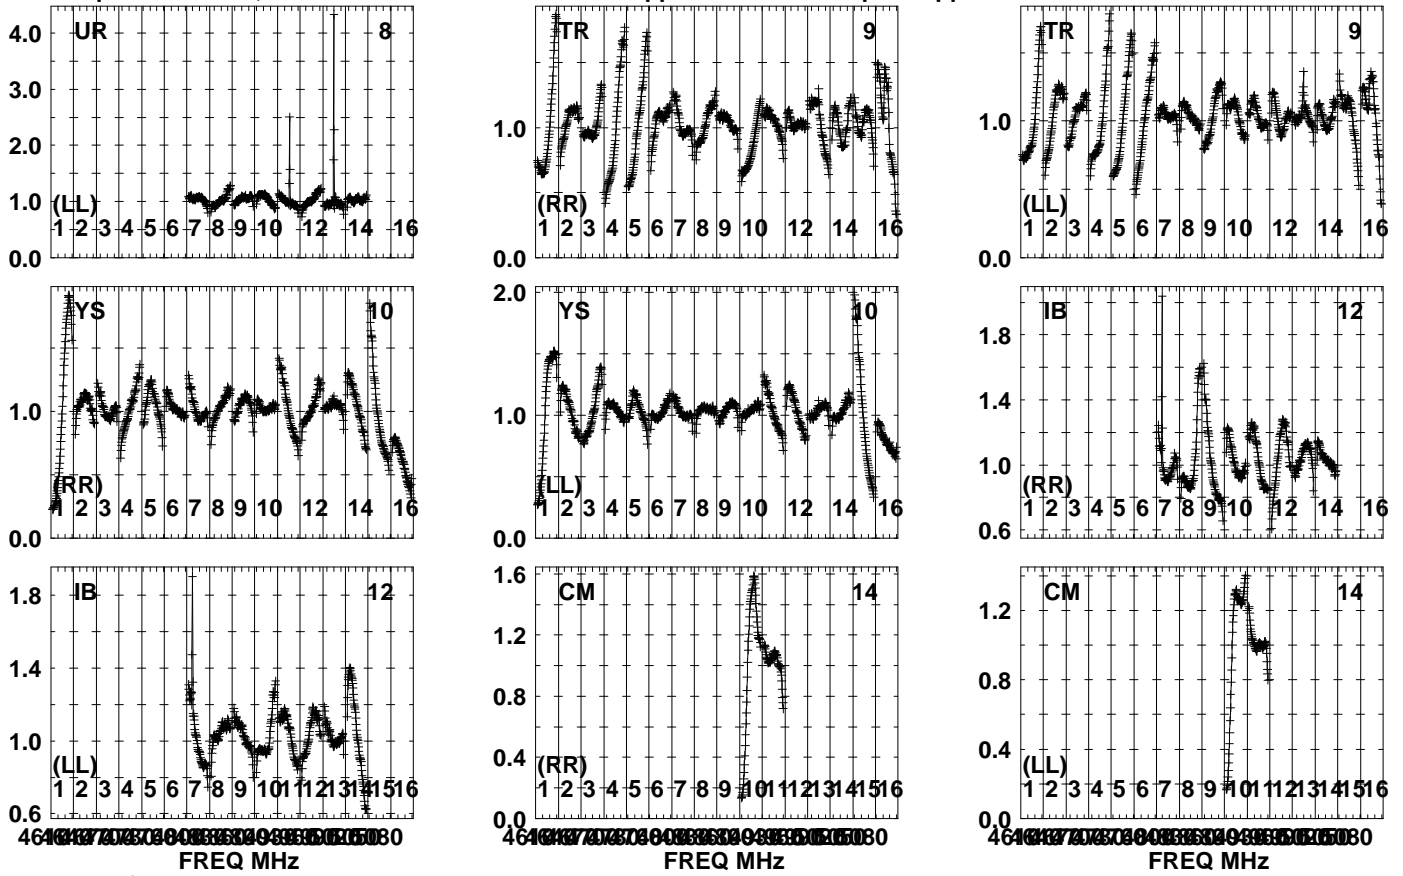 UR 8
4.0
3.0
2.0
1.0
0.0
(LL)
1 2 3 4 5 6 7 8 9 10 12 14 16
TR 9
1.0
0.0
(RR)
1 2 3 4 5 6 7 8 9 10 12 14 16
TR 9
1.0
0.0
(LL)
1 2 3 4 5 6 7 8 9 10 12 14 16
YS 10
1.0
0.0
(RR)
1 2 3 4 5 6 7 8 9 10 12 14 16
YS 10
2.0
1.0
0.0
(LL)
1 2 3 4 5 6 7 8 9 10 12 14 16
IB 12
1.8
1.4
1.0
0.6
(RR)
1 2 3 4 5 6 7 8 9 10 12 14 16
IB 12
1.8
1.4
1.0
0.6
(LL)
1 2 3 4 5 6 7 8 9 10 11 12 13 14 15 16
FREQ MHz
CM 14
1.6
1.2
0.8
0.4
0.0
(RR)
1 2 3 4 5 6 7 8 9 10 11 12 13 14 15 16
FREQ MHz
CM 14
1.2
0.8
0.4
0.0
(LL)
1 2 3 4 5 6 7 8 9 10 11 12 13 14 15 16
FREQ MHz